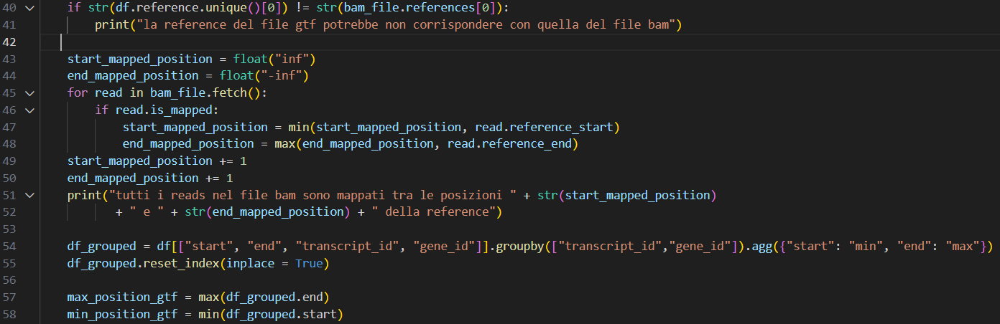 40 if str(df.reference.unique()[0]) != str(bam_file.references[0]):
41 print("la reference del file gtf potrebbe non corrispondere con quella del file bam")
42
43 start_mapped_position = float("inf")
44 end_mapped_position = float("-inf")
45 for read in bam_file.fetch():
46 if read.is_mapped:
47 start_mapped_position = min(start_mapped_position, read.reference_start)
48 end_mapped_position = max(end_mapped_position, read.reference_end)
49 start_mapped_position += 1
50 end_mapped_position += 1
51 print("tutti i reads nel file bam sono mappati tra le posizioni " + str(start_mapped_position)
52 + " e " + str(end_mapped_position) + " della reference")
53
54 df_grouped = df[["start", "end", "transcript_id", "gene_id"]].groupby(["transcript_id","gene_id"]).agg({"start": "min", "end": "max"})
55 df_grouped.reset_index(inplace = True)
56
57 max_position_gtf = max(df_grouped.end)
58 min_position_gtf = min(df_grouped.start)